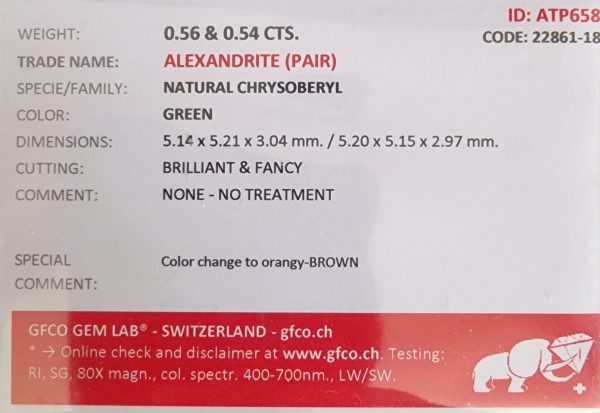 ID: ATP658
CODE: 22861-18
WEIGHT: 0.56 & 0.54 CTS.
TRADE NAME: ALEXANDRITE (PAIR)
SPECIE/FAMILY: NATURAL CHRYSOBERYL
COLOR: GREEN
DIMENSIONS: 5.14 x 5.21 x 3.04 mm. / 5.20 x 5.15 x 2.97 mm.
CUTTING: BRILLIANT & FANCY
COMMENT: NONE - NO TREATMENT
SPECIAL Color change to orangy-BROWN
COMMENT:
GFCO GEM LAB® - SWITZERLAND - gfco.ch
* → Online check and disclaimer at www.gfco.ch. Testing:
RI, SG, 80X magn., col. spectr. 400-700nm., LW/SW.